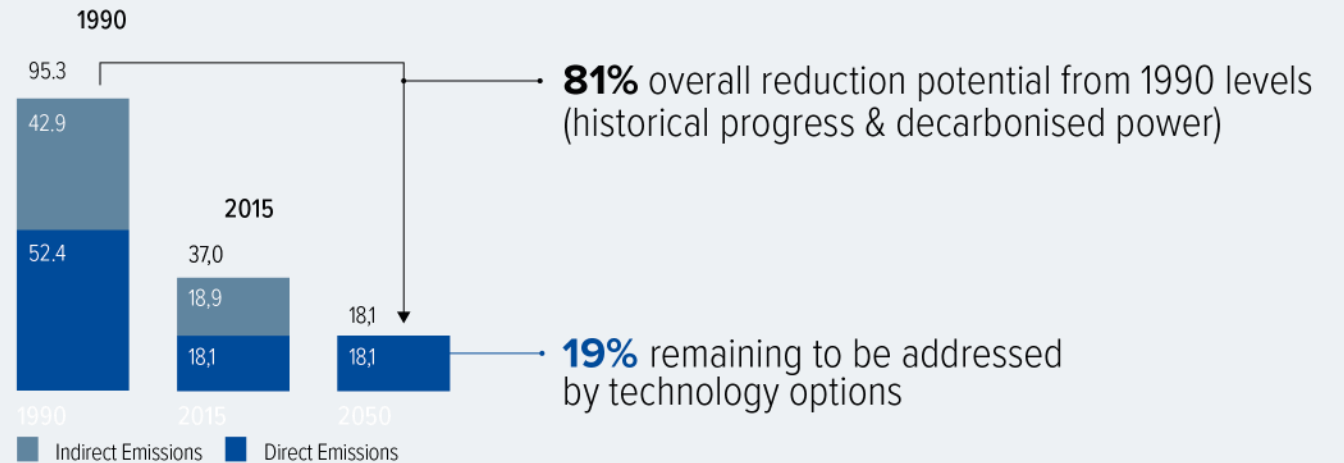 1990
95.3
42.9
52.4
2015
37,0
18,9
18,1
18,1
18,1
81% overall reduction potential from 1990 levels
(historical progress & decarbonised power)
19% remaining to be addressed
by technology options
1990 2015 2050
Indirect Emissions Direct Emissions